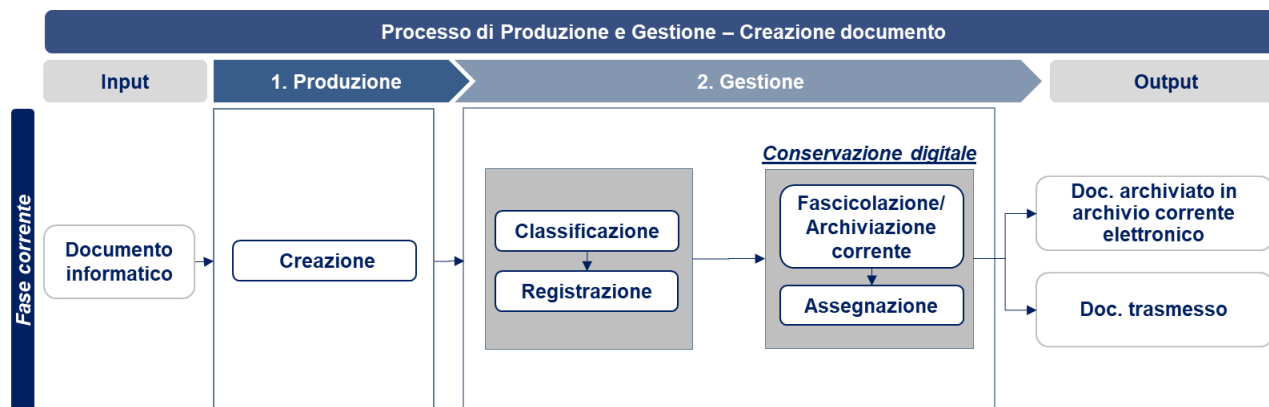 Processo di Produzione e Gestione – Creazione documento
Input
1. Produzione
2. Gestione
Output
Fase corrente
Documento
informatico
Creazione
Classificazione
Registrazione
Conservazione digitale
Fascicolazione/
Archiviazione
corrente
Assegnazione
Doc. archiviato in
archivio corrente
elettronico
Doc. trasmesso